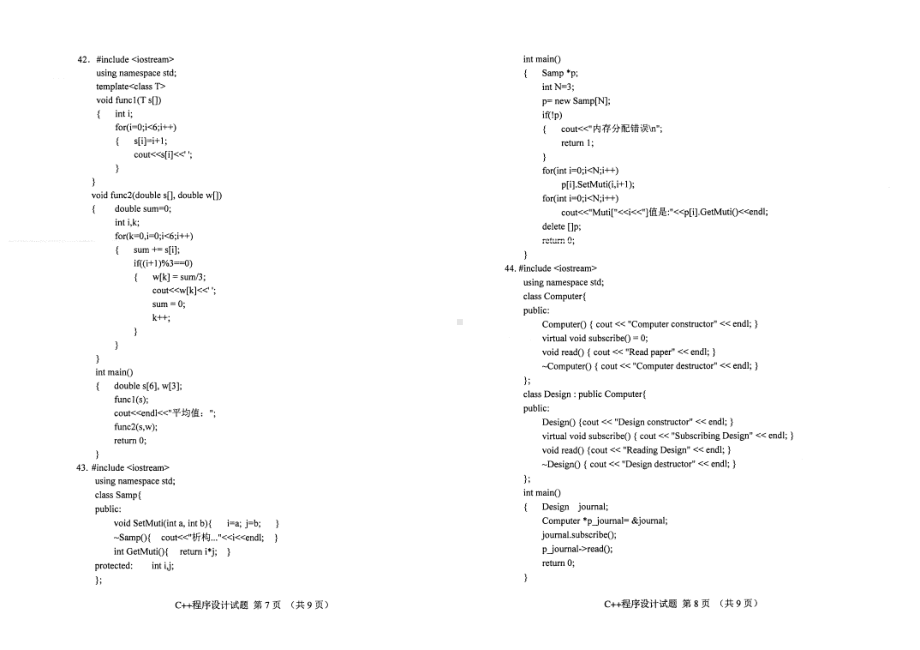 42. #include <iostream>
using namespace std;
template<class T>
void func1(T s[])
{ int i;
for(i=0;i<6;i++)
{ s[i]=i+1;
cout<<s[i]<<' ';
}
}
void func2(double s[], double w[])
{ double sum=0;
int i,k;
for(k=0,i=0;i<6;i++)
{ sum += s[i];
if((i+1)%3==0)
{ w[k] = sum/3;
cout<<w[k]<<' ';
sum = 0;
k++;
}
}
}
int main()
{ double s[6], w[3];
func1(s);
cout<<endl<<"平均值：";
func2(s,w);
return 0;
}
43. #include <iostream>
using namespace std;
class Samp{
public:
void SetMuti(int a, int b){ i=a; j=b; }
~Samp(){ cout<<"析构..."<<i<<endl; }
int GetMuti(){ return i*j; }
protected: int i,j;
};
C++程序设计试题 第 7 页 （共 9 页）
int main()
{ Samp *p;
int N=3;
p= new Samp[N];
if(!p)
{ cout<<"内存分配错误\n";
return 1;
}
for(int i=0;i<N;i++)
p[i].SetMuti(i,i+1);
for(int i=0;i<N;i++)
cout<<"Muti["<<i<<"]值是:"<<p[i].GetMuti()<<endl;
delete []p;
return 0;
}
44. #include <iostream>
using namespace std;
class Computer{
public:
Computer() { cout << "Computer constructor" << endl; }
virtual void subscribe() = 0;
void read() { cout << "Read paper" << endl; }
~Computer() { cout << "Computer destructor" << endl; }
};
class Design : public Computer{
public:
Design() {cout << "Design constructor" << endl; }
virtual void subscribe() { cout << "Subscribing Design" << endl; }
void read() {cout << "Reading Design" << endl; }
~Design() { cout << "Design destructor" << endl; }
};
int main()
{ Design journal;
Computer *p_journal= &journal;
journal.subscribe();
p_journal->read();
return 0;
}
C++程序设计试题 第 8 页 （共 9 页）